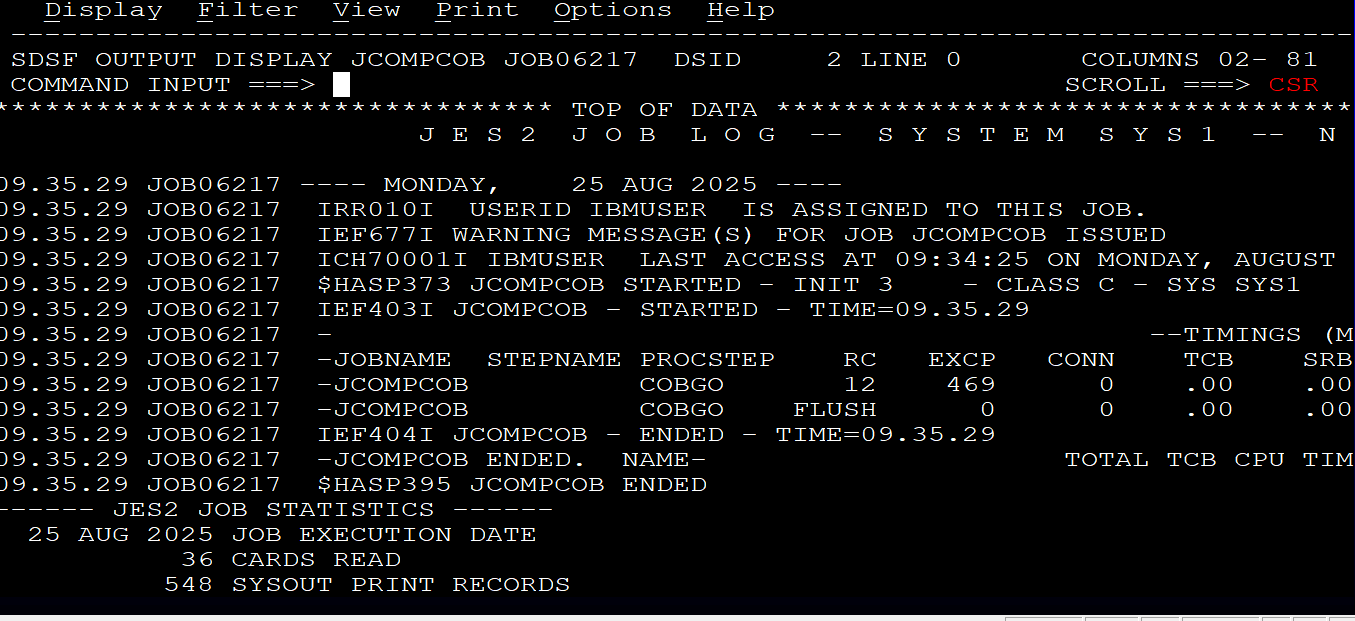 Display  Filter  View  Print  Options  Help
-------------------------------------------------------------------------------
SDSF OUTPUT DISPLAY JCOMPCOB JOB06217  DSID     2 LINE 0       COLUMNS 02- 81
COMMAND INPUT ===>                                            SCROLL ===> CSR
********************************* TOP OF DATA **********************************
J E S 2  J O B  L O G  --  S Y S T E M  S Y S 1  --  N
09.35.29 JOB06217 ---- MONDAY,    25 AUG 2025 ----
09.35.29 JOB06217  IRR010I  USERID IBMUSER  IS ASSIGNED TO THIS JOB.
09.35.29 JOB06217  IEF677I WARNING MESSAGE(S) FOR JOB JCOMPCOB ISSUED
09.35.29 JOB06217  ICH70001I IBMUSER  LAST ACCESS AT 09:34:25 ON MONDAY, AUGUST
09.35.29 JOB06217  $HASP373 JCOMPCOB STARTED - INIT 3    - CLASS C - SYS SYS1
09.35.29 JOB06217  IEF403I JCOMPCOB - STARTED - TIME=09.35.29
09.35.29 JOB06217  -                                                --TIMINGS (M
09.35.29 JOB06217  -JOBNAME  STEPNAME PROCSTEP    RC   EXCP   CONN    TCB    SRB
09.35.29 JOB06217  -JCOMPCOB          COBGO       12    469      0    .00    .00
09.35.29 JOB06217  -JCOMPCOB          COBGO    FLUSH      0      0    .00    .00
09.35.29 JOB06217  IEF404I JCOMPCOB - ENDED - TIME=09.35.29
09.35.29 JOB06217  -JCOMPCOB ENDED.  NAME-                     TOTAL TCB CPU TIM
09.35.29 JOB06217  $HASP395 JCOMPCOB ENDED
------ JES2 JOB STATISTICS ------
25 AUG 2025 JOB EXECUTION DATE
36 CARDS READ
548 SYSOUT PRINT RECORDS